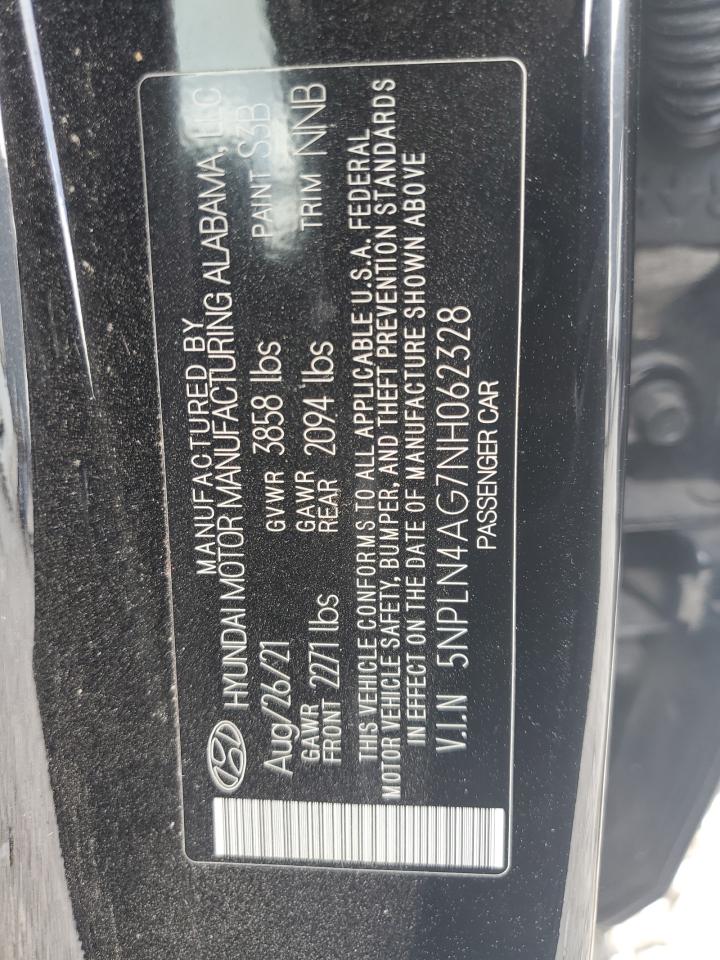 MANUFACTURED BY
HYUNDAI MOTOR MANUFACTURING ALABAMA, LLC
Aug/26/21 GVWR 3858 lbs PAINT S3B
GAWR FRONT 2271 lbs GAWR REAR 2094 lbs TRIM NNB
THIS VEHICLE CONFORMS TO ALL APPLICABLE U.S.A. FEDERAL
MOTOR VEHICLE SAFETY, BUMPER, AND THEFT PREVENTION STANDARDS
IN EFFECT ON THE DATE OF MANUFACTURE SHOWN ABOVE
V.I.N 5NPLN4AG7NH062328
PASSENGER CAR